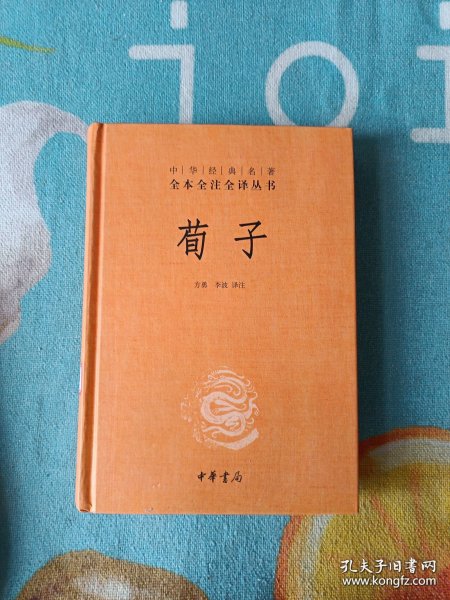 joi
中华经典名著
全本全注全译丛书
荀子
方勇 李波 译注
中華書局
孔夫子旧书网
www.kongfz.com